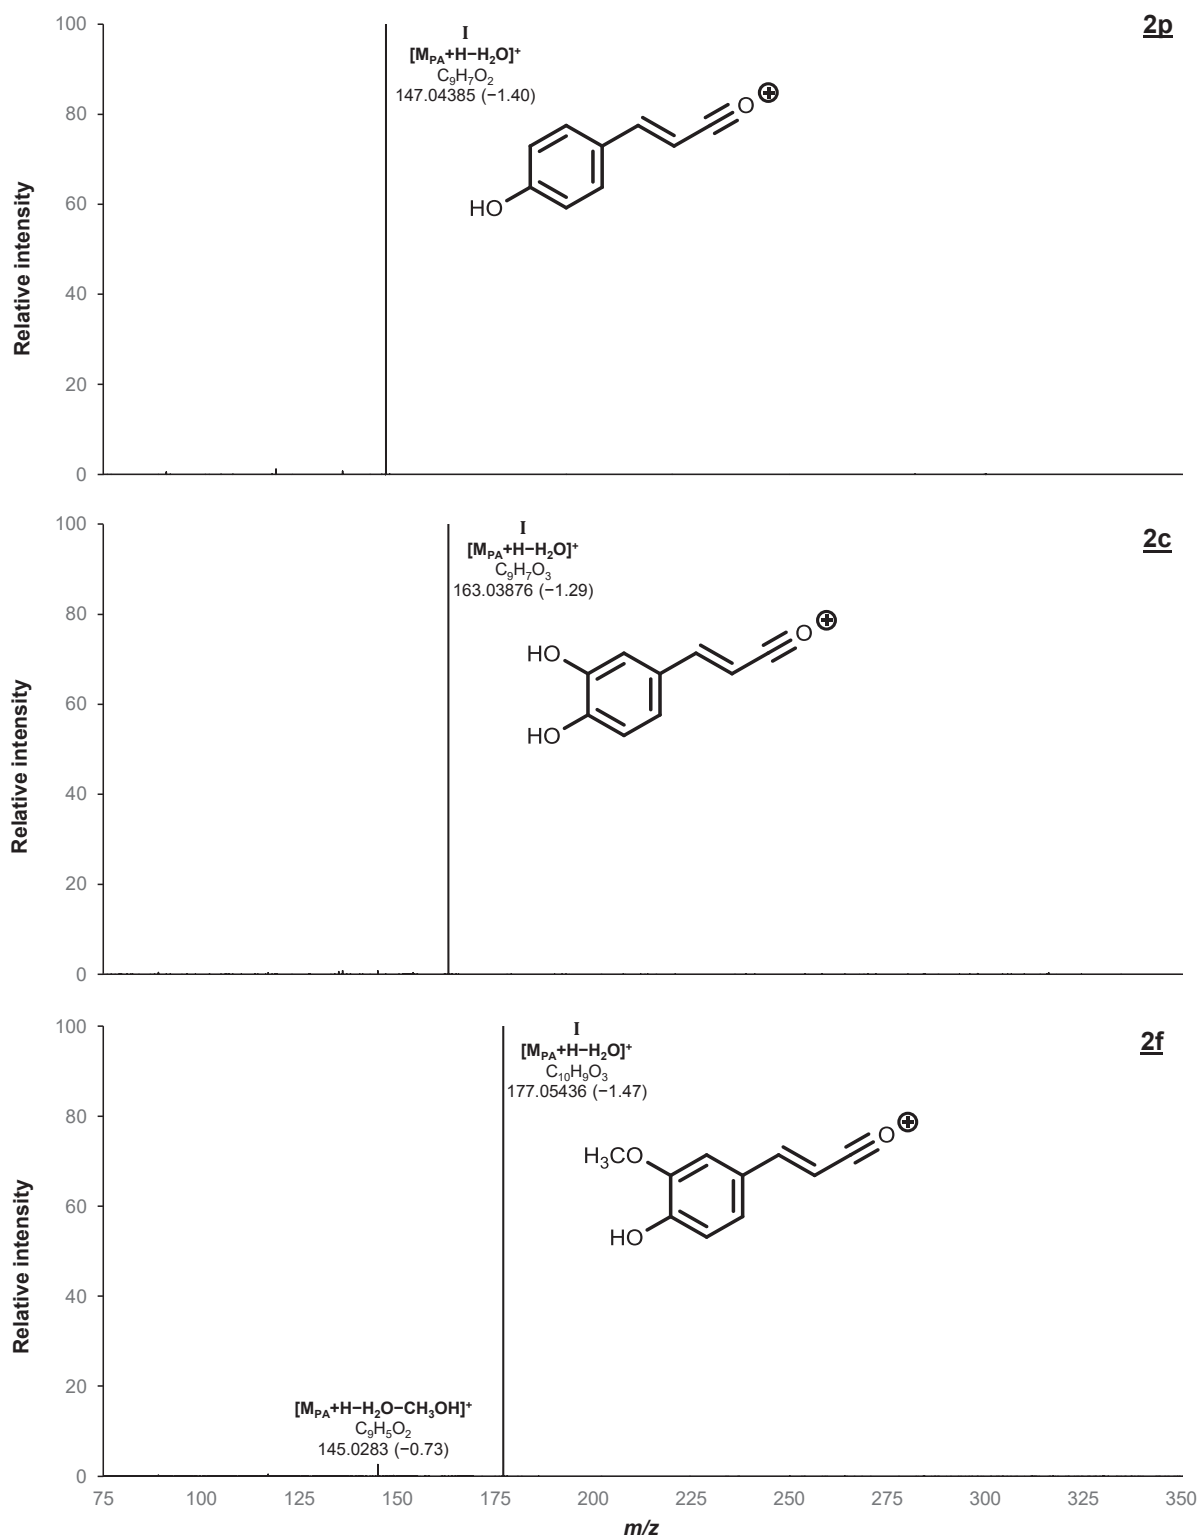 2p
I
[M_PA+H−H₂O]⁺
C₉H₇O₂
147.04385 (−1.40)
O ⊕
HO
100
80
60
40
20
0
Relative intensity
2c
I
[M_PA+H−H₂O]⁺
C₉H₇O₃
163.03876 (−1.29)
O ⊕
HO
HO
100
80
60
40
20
0
Relative intensity
2f
I
[M_PA+H−H₂O]⁺
C₁₀H₉O₃
177.05436 (−1.47)
O ⊕
H₃CO
HO
[M_PA+H−H₂O−CH₃OH]⁺
C₉H₅O₂
145.0283 (−0.73)
100
80
60
40
20
0
Relative intensity
75 100 125 150 175 200 225 250 275 300 325 350
m/z